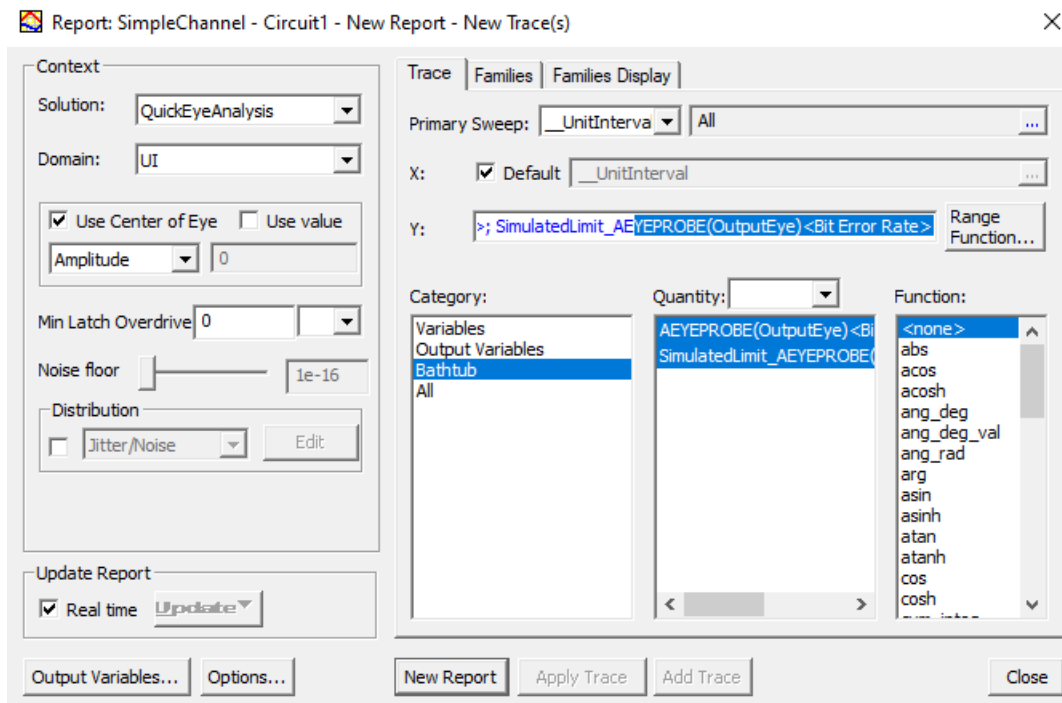 Report: SimpleChannel - Circuit1 - New Report - New Trace(s)
Context
Solution: QuickEyeAnalysis
Domain: UI
Use Center of Eye Use value
Amplitude 0
Min Latch Overdrive 0
Noise floor 1e-16
Distribution
Jitter/Noise Edit
Update Report
Real time Update
Output Variables... Options...
Trace Families Families Display
Primary Sweep: __UnitInterval All ...
X: Default __UnitInterval ...
Y: >; SimulatedLimit_AEYEPROBE(OutputEye)<Bit Error Rate> Range Function...
Category:
Variables
Output Variables
Bathtub
All
Quantity:
AEYEPROBE(OutputEye)<Bi
SimulatedLimit_AEYEPROBE(
Function:
<none>
abs
acos
acosh
ang_deg
ang_deg_val
ang_rad
arg
asin
asinh
atan
atanh
cos
cosh
New Report Apply Trace Add Trace Close